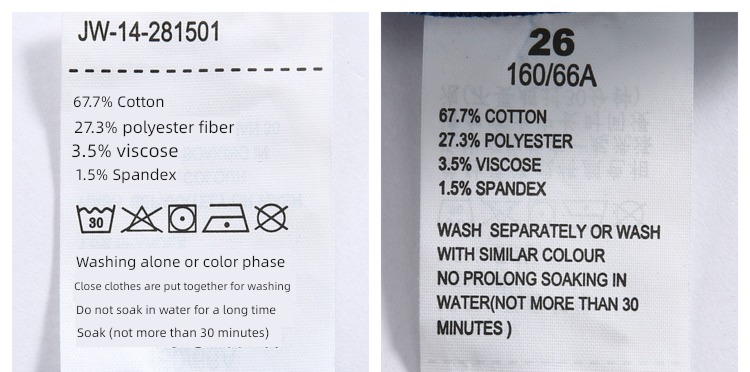 JW-14-281501
67.7% Cotton
27.3% polyester fiber
3.5% viscose
1.5% Spandex
30
Washing alone or color phase
Close clothes are put together for washing
Do not soak in water for a long time
Soak (not more than 30 minutes)
26
160/66A
67.7% COTTON
27.3% POLYESTER
3.5% VISCOSE
1.5% SPANDEX
WASH SEPARATELY OR WASH
WITH SIMILAR COLOUR
NO PROLONG SOAKING IN
WATER(NOT MORE THAN 30
MINUTES )